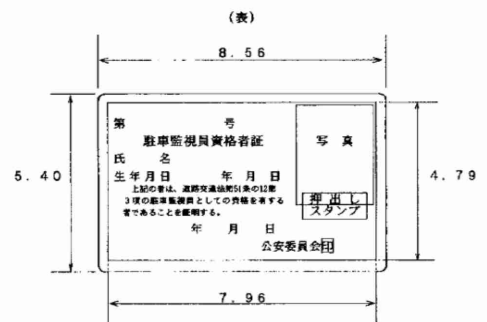 （表）
8.56
第 号
駐車監視員資格者証
写真
氏 名
5.40
生年月日 年 月 日
4.79
上記の者は、道路交通法第51条の12第
3項の駐車監視員としての資格を有する
者であることを証明する。
押出し
スタンプ
年 月 日
公安委員会印
7.96